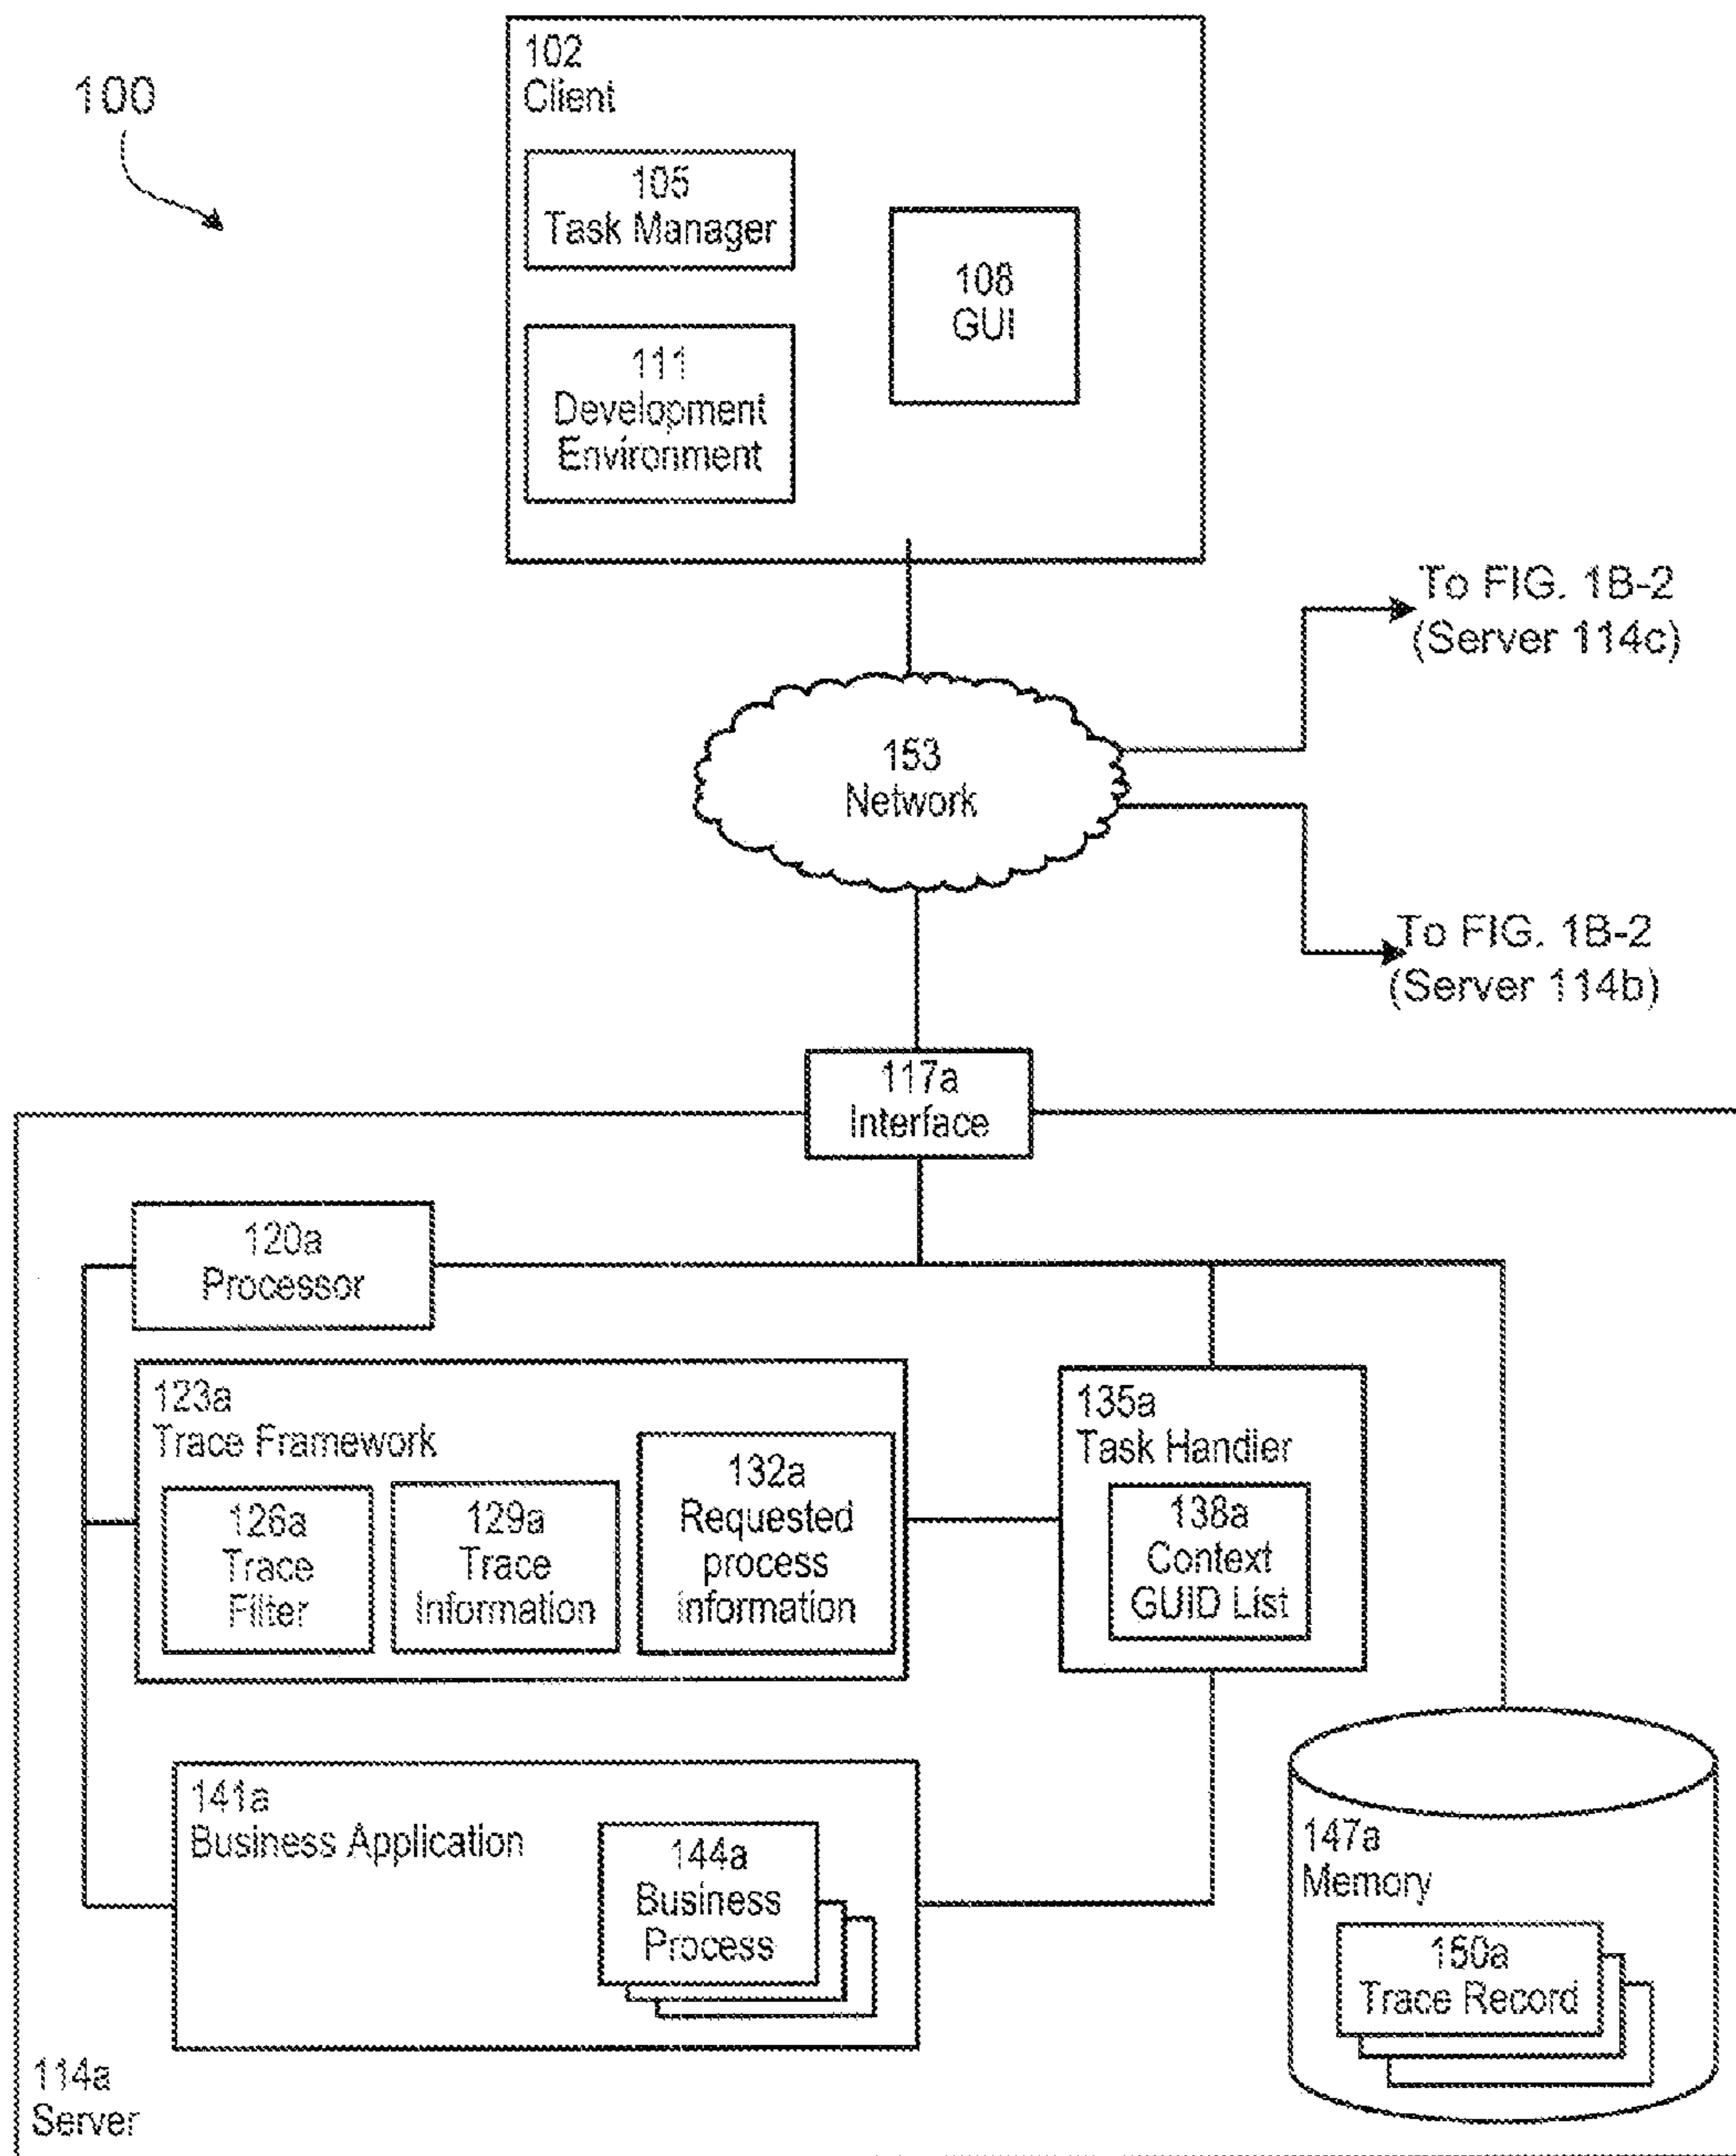 100
102
Client
105
Task Manager
108
GUI
111
Development
Environment
To FIG. 1B-2
(Server 114c)
153
Network
To FIG. 1B-2
(Server 114b)
117a
Interface
120a
Processor
123a
Trace Framework
126a
Trace
Filter
129a
Trace
Information
132a
Requested
process
information
135a
Task Handler
138a
Context
GUID List
141a
Business Application
144a
Business
Process
147a
Memory
150a
Trace Record
114a
Server